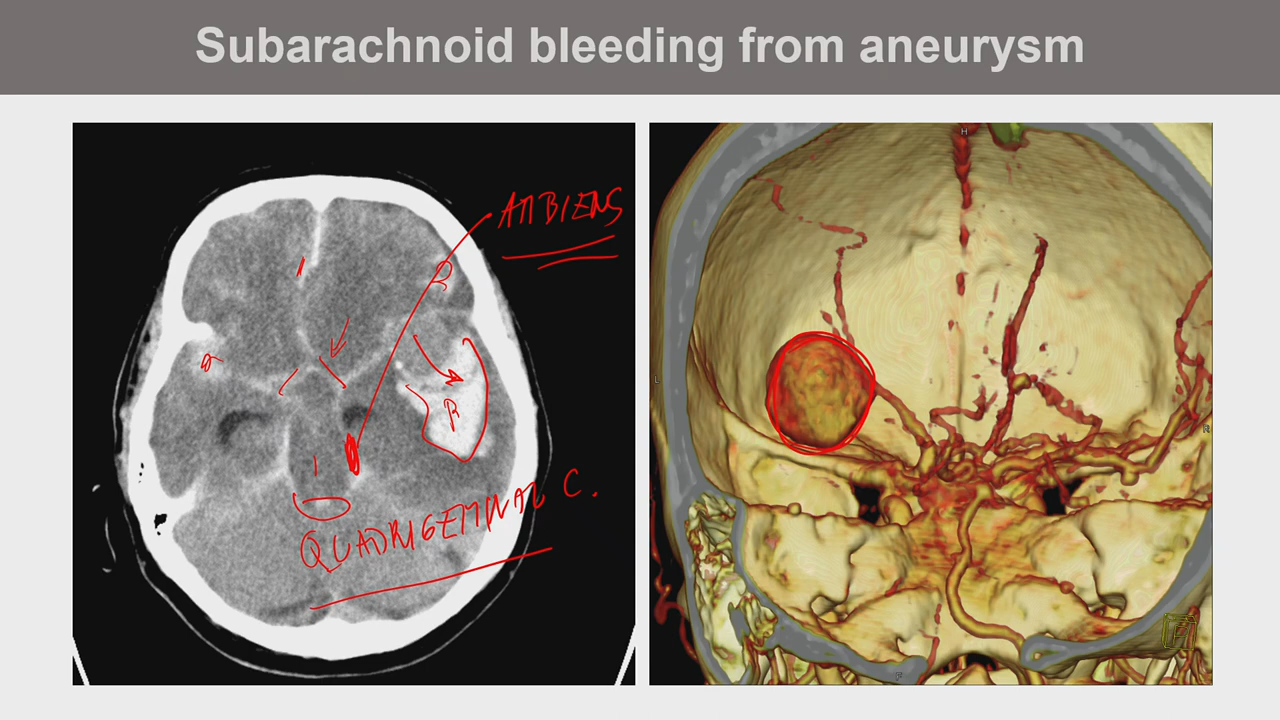 Subarachnoid bleeding from aneurysm
AMBIENS
R
QUADRIGEMINAL C.
H
L
R
F